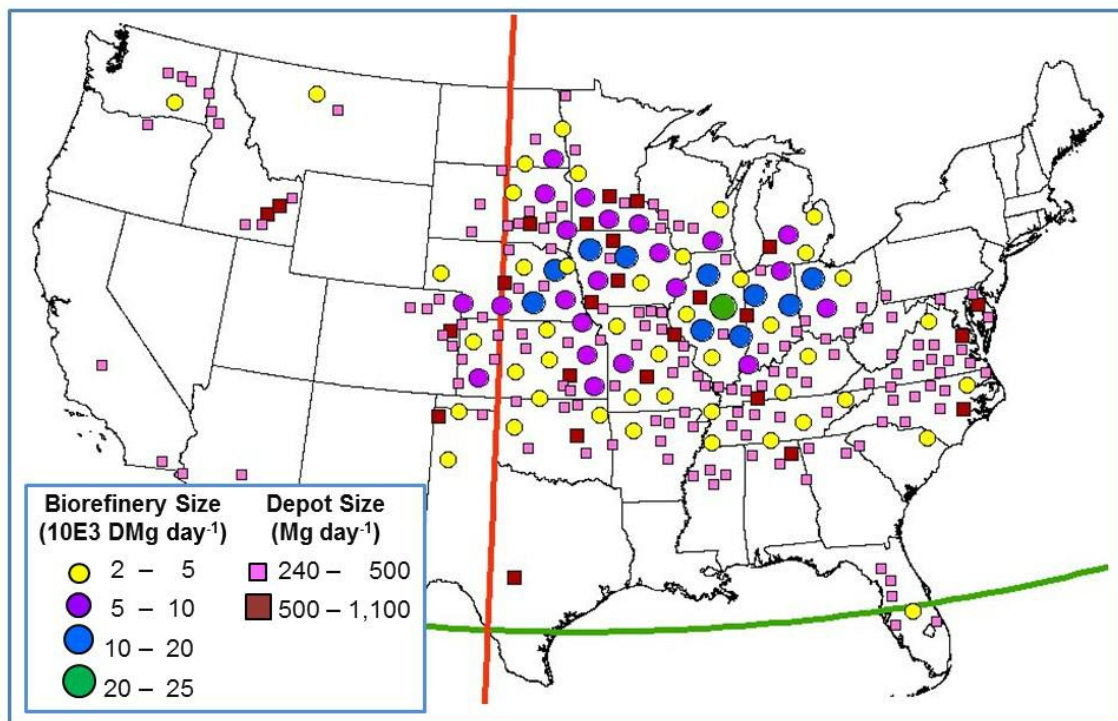 Biorefinery Size
(10E3 DMg day-1)
2 – 5
5 – 10
10 – 20
20 – 25
Depot Size
(Mg day-1)
240 – 500
500 – 1,100